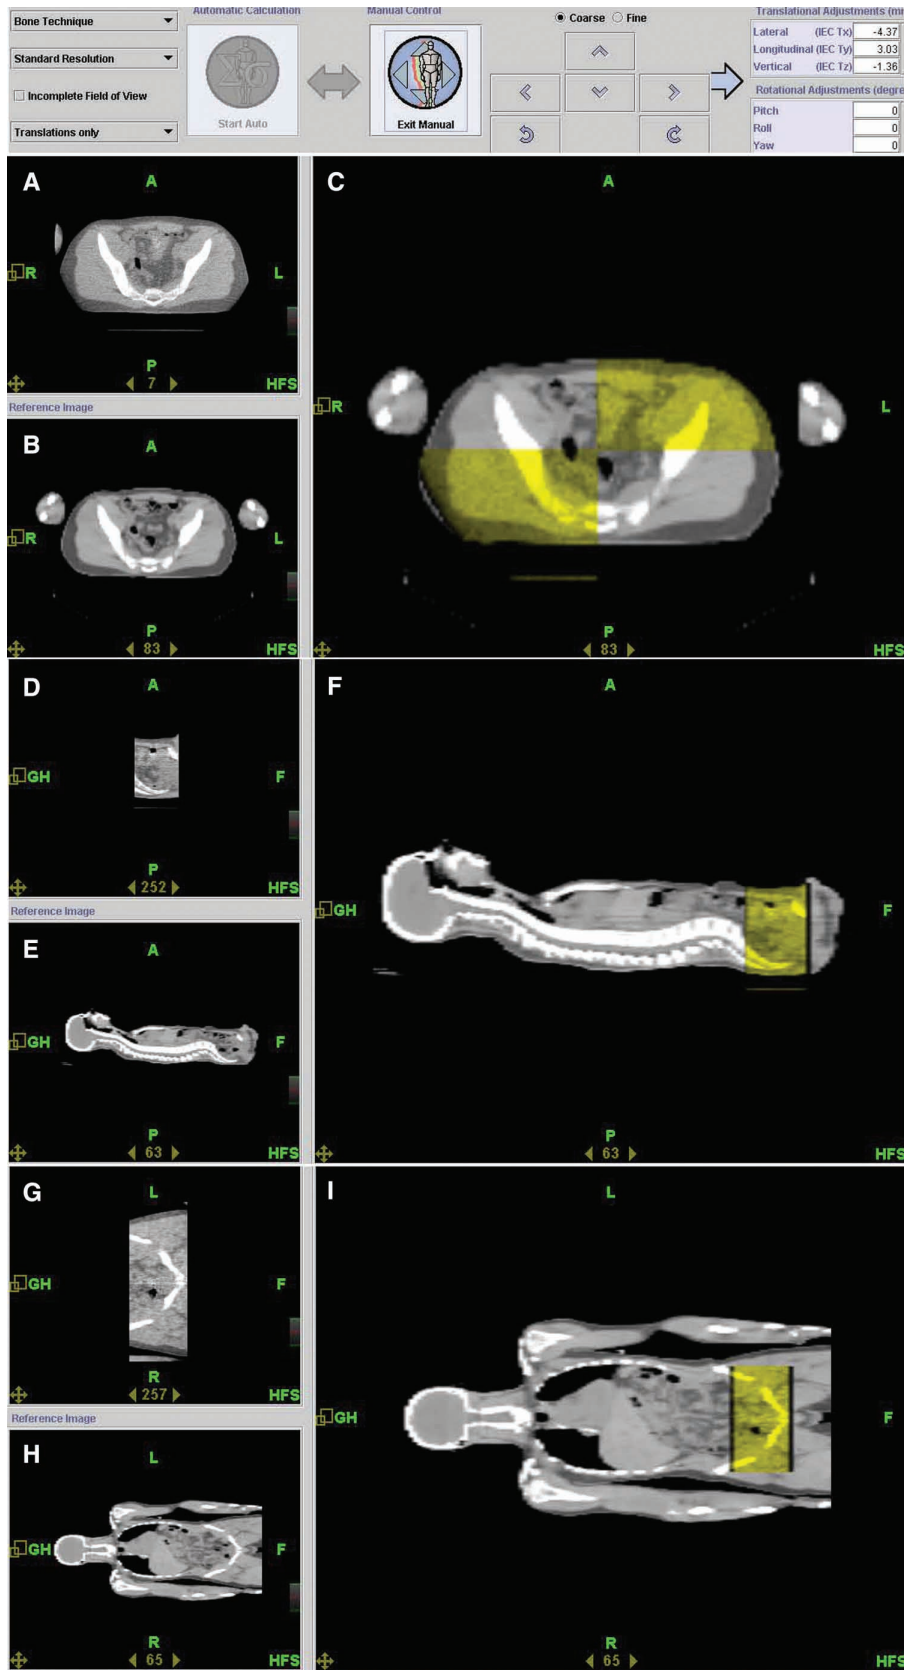 Bone Technique
Standard Resolution
Incomplete Field of View
Translations only
Automatic Calculation
Start Auto
Manual Control
Exit Manual
Coarse Fine
Translational Adjustments
Lateral (IEC Tx) -4.37
Longitudinal (IEC Ty) 3.03
Vertical (IEC Tz) -1.36
Rotational Adjustments
Pitch 0
Roll 0
Yaw 0
A
A
R
L
P
7
HFS
Reference Image
B
A
R
L
P
83
HFS
C
A
R
L
P
83
HFS
D
A
GH
F
P
252
HFS
Reference Image
E
A
GH
F
P
63
HFS
F
A
GH
F
P
63
HFS
G
L
GH
F
R
257
HFS
Reference Image
H
L
GH
F
R
65
HFS
I
L
GH
F
R
65
HFS